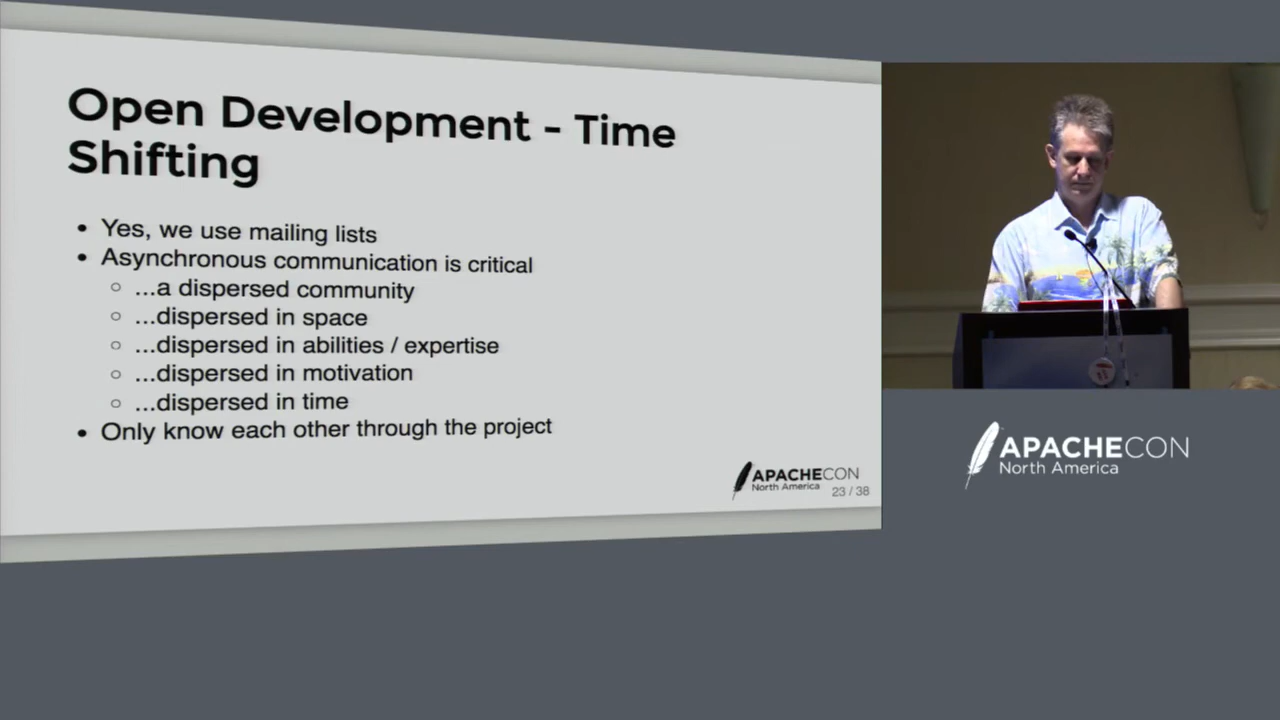 Open Development - Time
Shifting
• Yes, we use mailing lists
• Asynchronous communication is critical
○ ...a dispersed community
○ ...dispersed in space
○ ...dispersed in abilities / expertise
○ ...dispersed in motivation
○ ...dispersed in time
• Only know each other through the project
APACHECON
North America
23 / 38
APACHECON
North America